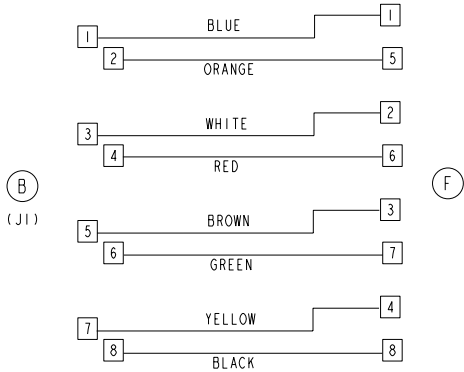 BLUE 1
1
2 ORANGE 5
WHITE 2
3
4 RED 6
B F
(J1)
BROWN 3
5
6 GREEN 7
YELLOW 4
7
8 BLACK 8